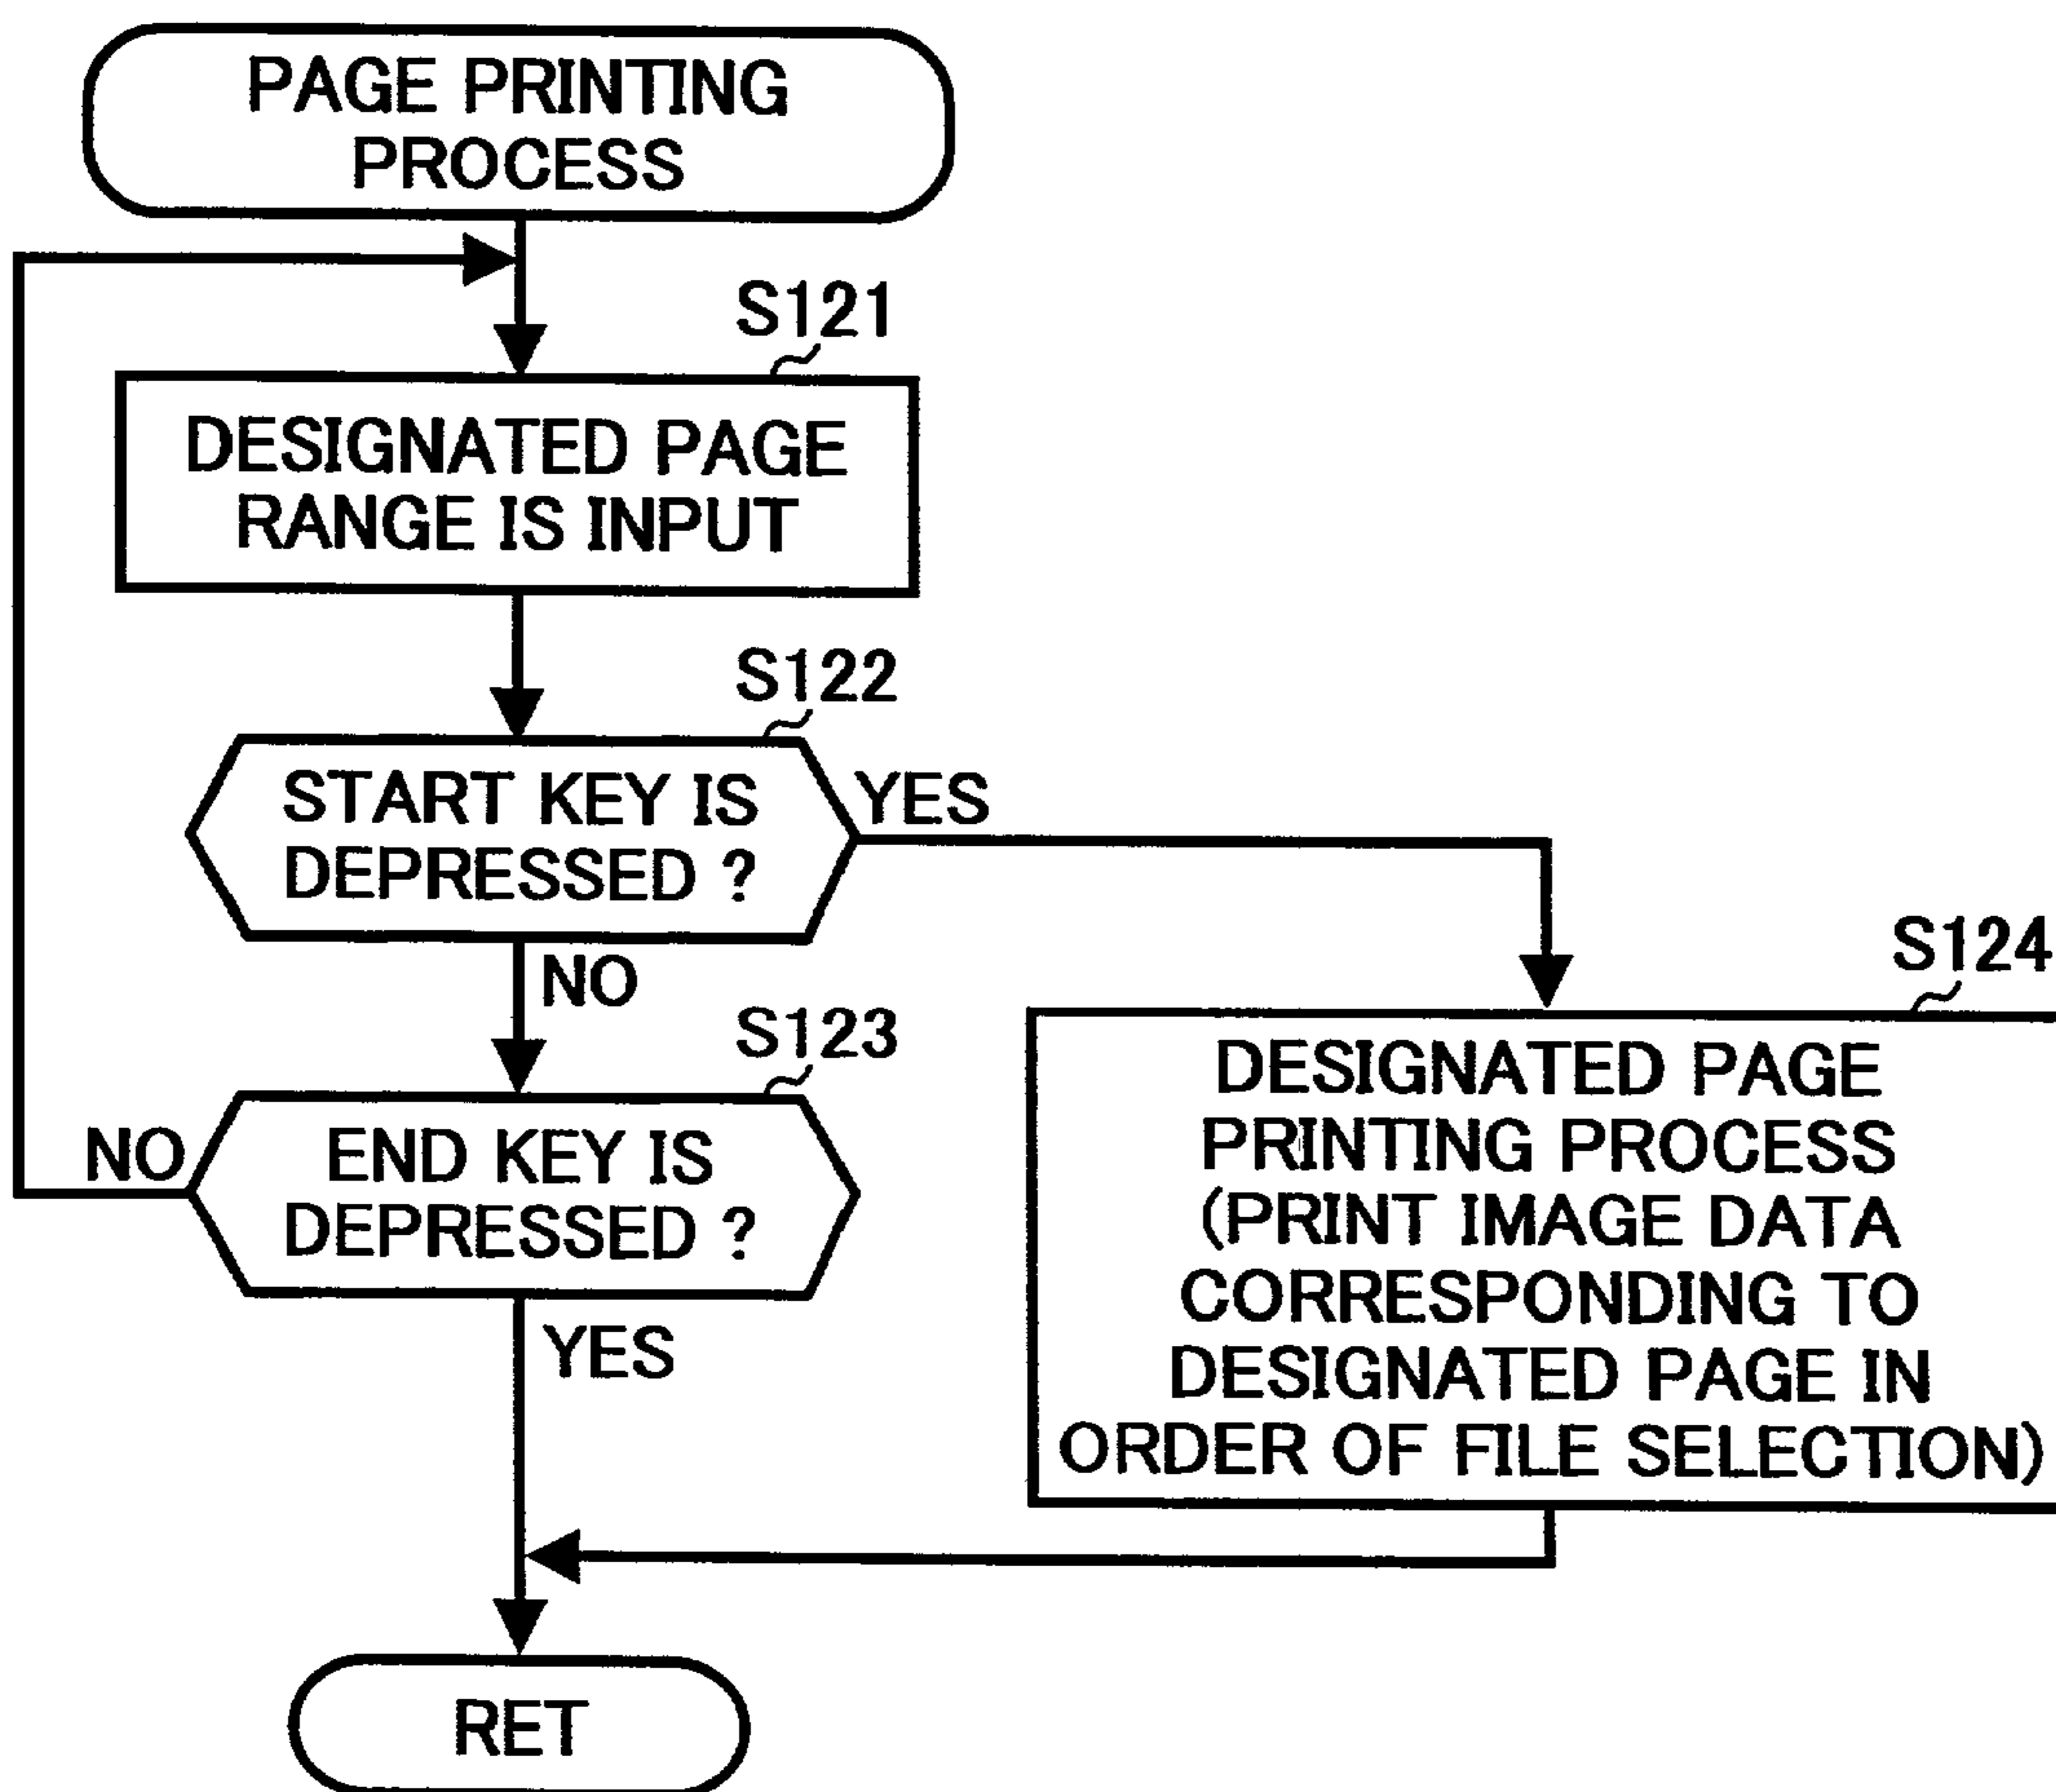 PAGE PRINTING
PROCESS
S121
DESIGNATED PAGE
RANGE IS INPUT
S122
START KEY IS
DEPRESSED ?
YES
NO
S123
END KEY IS
DEPRESSED ?
NO
YES
S124
DESIGNATED PAGE
PRINTING PROCESS
(PRINT IMAGE DATA
CORRESPONDING TO
DESIGNATED PAGE IN
ORDER OF FILE SELECTION)
RET